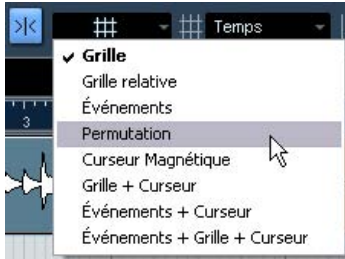 Temps
Grille
Grille relative
Événements
Permutation
3
Curseur Magnétique
Grille + Curseur
Événements + Curseur
Événements + Grille + Curseur